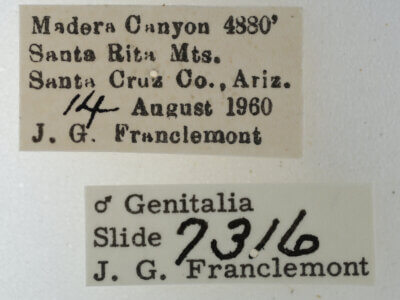 Madera Canyon 4880'
Santa Rita Mts.
Santa Cruz Co., Ariz.
14 August 1960
J. G. Franclemont
♂ Genitalia
Slide 7316
J. G. Franclemont